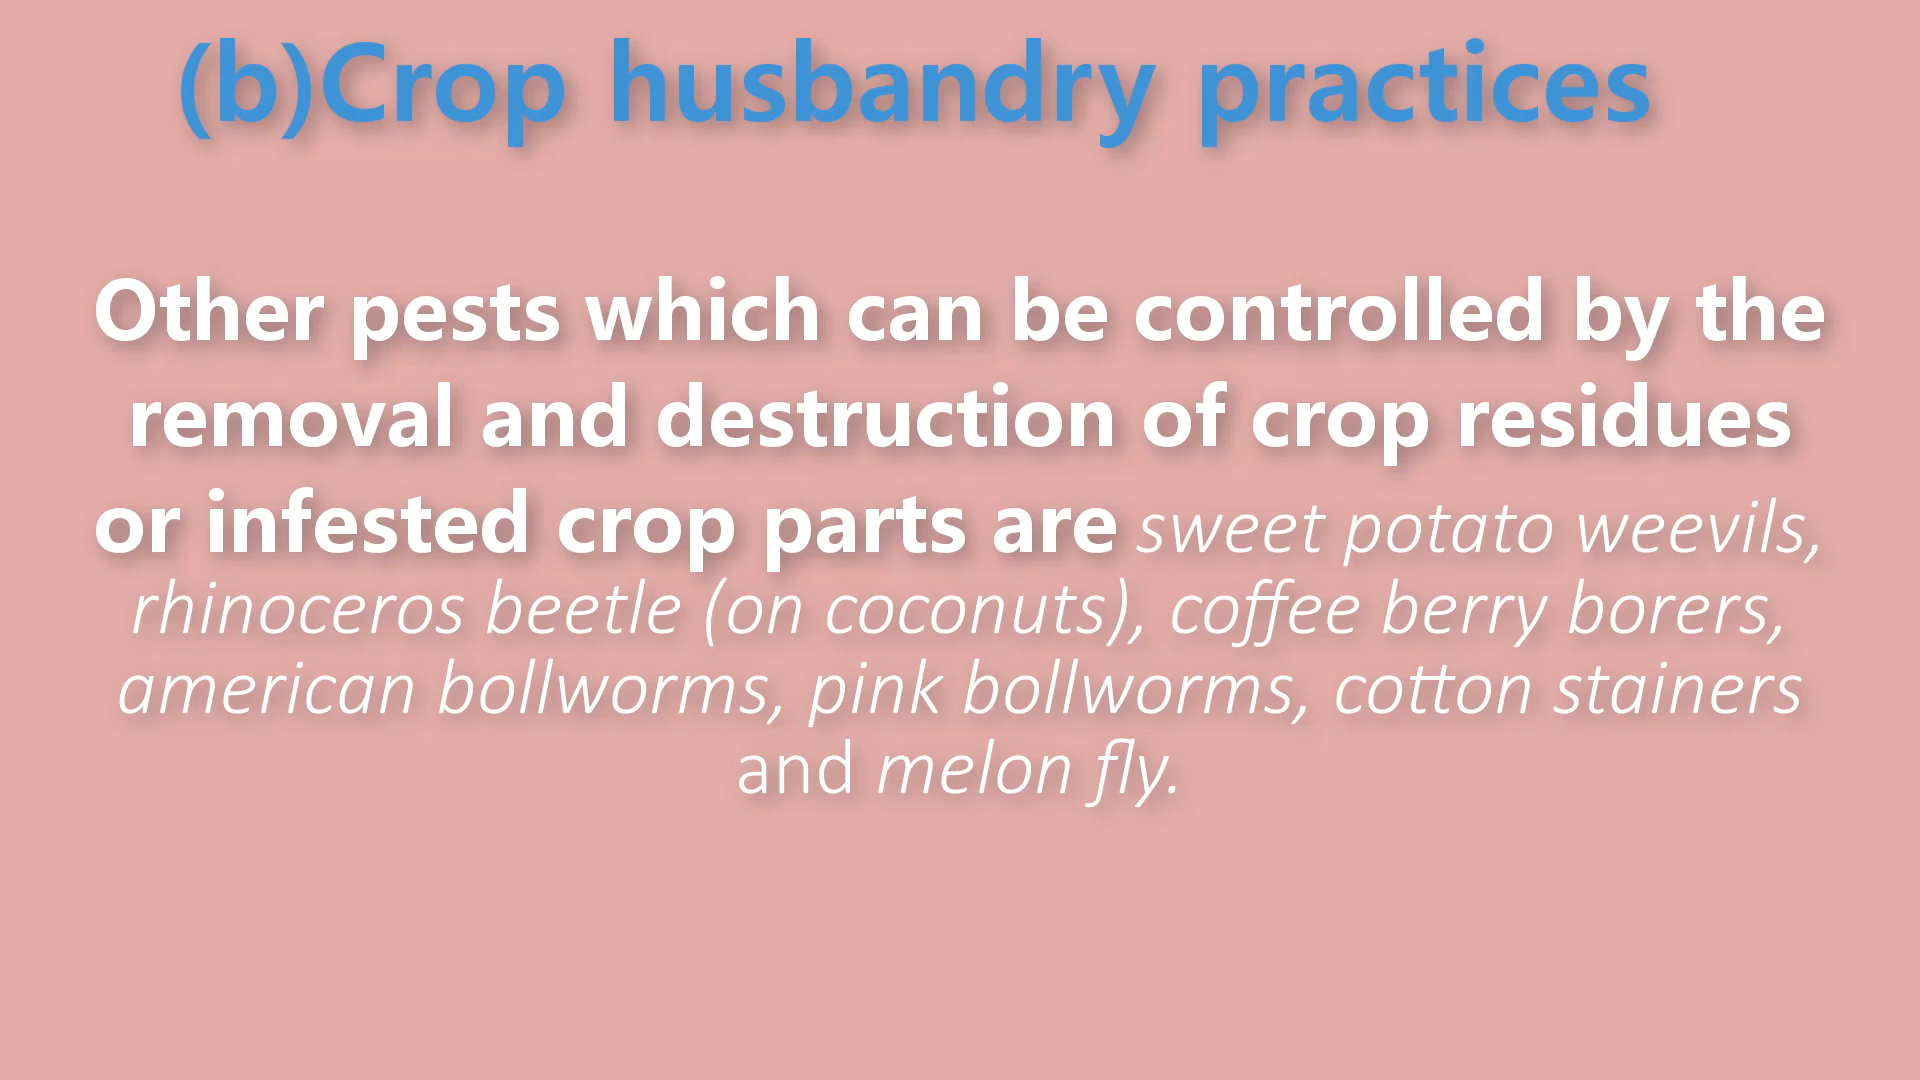 (b)Crop husbandry practices
Other pests which can be controlled by the
removal and destruction of crop residues
or infested crop parts are sweet potato weevils,
rhinoceros beetle (on coconuts), coffee berry borers,
american bollworms, pink bollworms, cotton stainers
and melon fly.